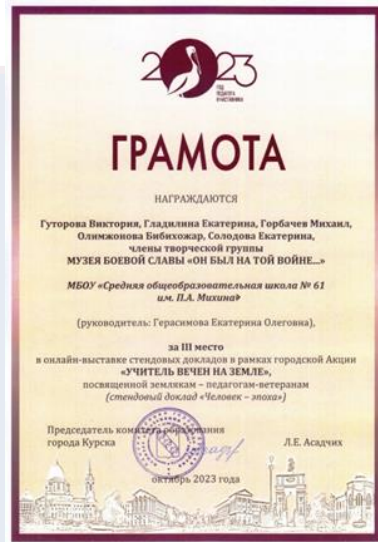 2023
ГОД
ПЕДАГОГА
И НАСТАВНИКА
ГРАМОТА
НАГРАЖДАЮТСЯ
Гуторова Виктория, Гладилина Екатерина, Горбачев Михаил,
Олимжонова Бибихожар, Солодова Екатерина,
члены творческой группы
МУЗЕЯ БОЕВОЙ СЛАВЫ «ОН БЫЛ НА ТОЙ ВОЙНЕ...»
МБОУ «Средняя общеобразовательная школа № 61
им. П.А. Михина»
(руководитель: Герасимова Екатерина Олеговна),
за III место
в онлайн-выставке стендовых докладов в рамках городской Акции
«УЧИТЕЛЬ ВЕЧЕН НА ЗЕМЛЕ»,
посвященной землякам – педагогам-ветеранам
(стендовый доклад «Человек – эпоха»)
Председатель комитета образования
города Курска Л.Е. Асадчих
октябрь 2023 года